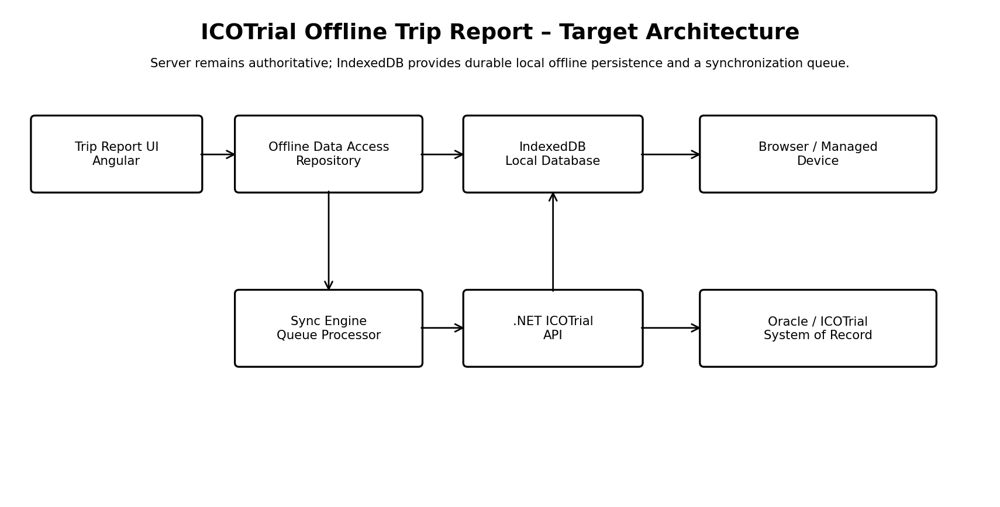 ICOTrial Offline Trip Report – Target Architecture
Server remains authoritative; IndexedDB provides durable local offline persistence and a synchronization queue.
Trip Report UI
Angular
Offline Data Access
Repository
IndexedDB
Local Database
Browser / Managed
Device
Sync Engine
Queue Processor
.NET ICOTrial
API
Oracle / ICOTrial
System of Record